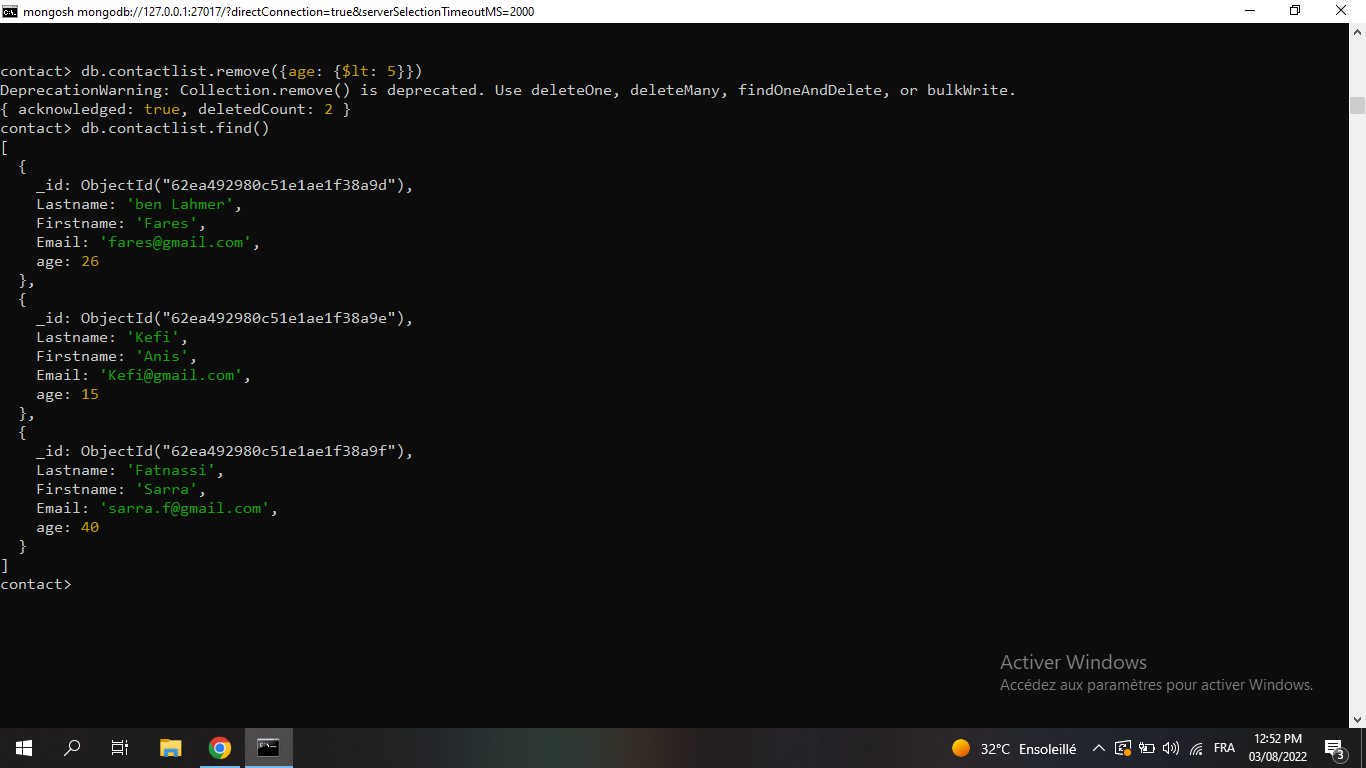 mongosh mongodb://127.0.0.1:27017/?directConnection=true&serverSelectionTimeoutMS=2000
contact> db.contactlist.remove({age: {$lt: 5}})
DeprecationWarning: Collection.remove() is deprecated. Use deleteOne, deleteMany, findOneAndDelete, or bulkWrite.
{ acknowledged: true, deletedCount: 2 }
contact> db.contactlist.find()
[
  {
    _id: ObjectId("62ea492980c51e1ae1f38a9d"),
    Lastname: 'ben Lahmer',
    Firstname: 'Fares',
    Email: 'fares@gmail.com',
    age: 26
  },
  {
    _id: ObjectId("62ea492980c51e1ae1f38a9e"),
    Lastname: 'Kefi',
    Firstname: 'Anis',
    Email: 'Kefi@gmail.com',
    age: 15
  },
  {
    _id: ObjectId("62ea492980c51e1ae1f38a9f"),
    Lastname: 'Fatnassi',
    Firstname: 'Sarra',
    Email: 'sarra.f@gmail.com',
    age: 40
  }
]
contact>
Activer Windows
Accédez aux paramètres pour activer Windows.
32°C Ensoleillé
FRA
12:52 PM
03/08/2022
3